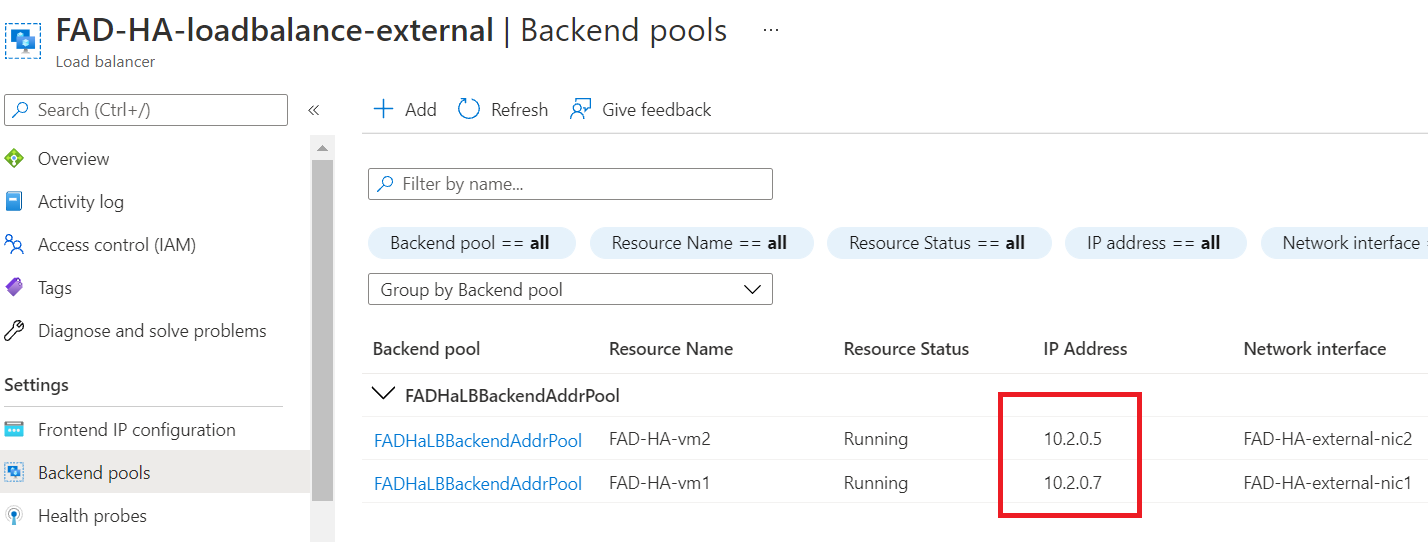 FAD-HA-loadbalance-external | Backend pools ...
Load balancer
Search (Ctrl+/)
«
Overview
Activity log
Access control (IAM)
Tags
Diagnose and solve problems
Settings
Frontend IP configuration
Backend pools
Health probes
Add Refresh Give feedback
Filter by name...
Backend pool == all Resource Name == all Resource Status == all IP address == all Network interface
Group by Backend pool
Backend pool Resource Name Resource Status IP Address Network interface
FADHaLBBackendAddrPool
FADHaLBBackendAddrPool FAD-HA-vm2 Running 10.2.0.5 FAD-HA-external-nic2
FADHaLBBackendAddrPool FAD-HA-vm1 Running 10.2.0.7 FAD-HA-external-nic1